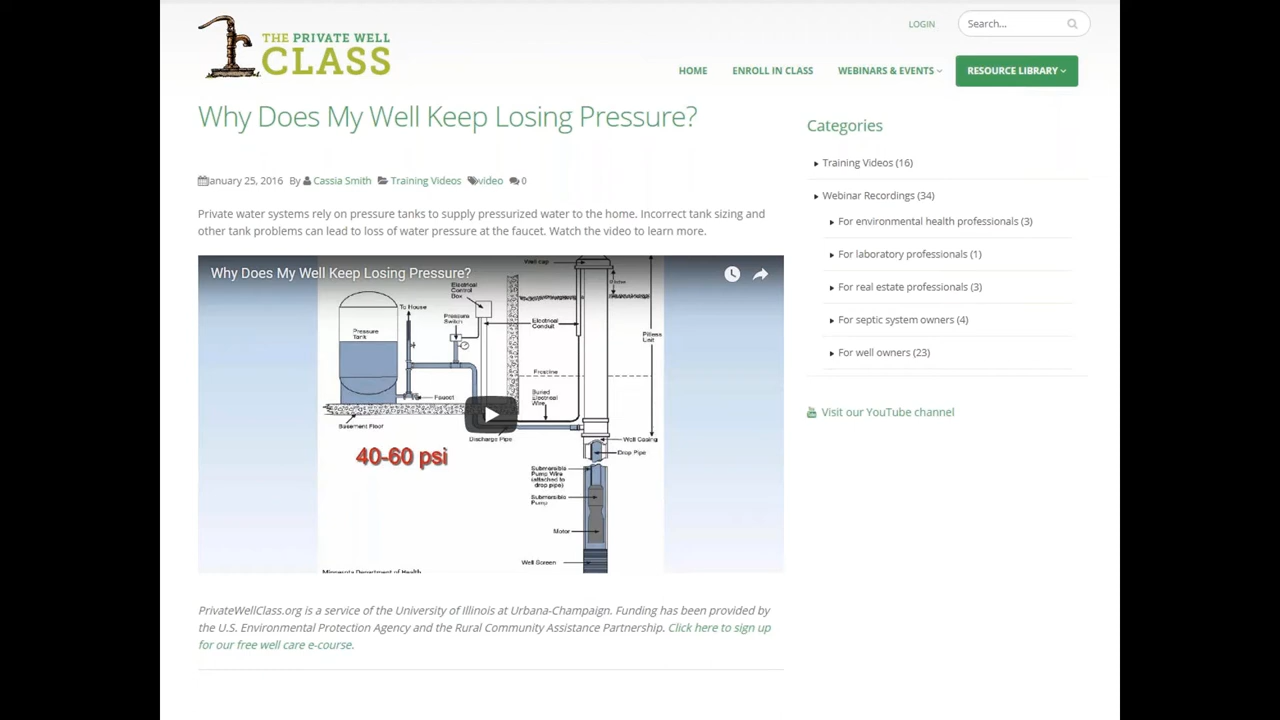 THE PRIVATE WELL
CLASS
LOGIN
Search...
HOME
ENROLL IN CLASS
WEBINARS & EVENTS
RESOURCE LIBRARY
Why Does My Well Keep Losing Pressure?
January 25, 2016 By Cassia Smith Training Videos video 0
Private water systems rely on pressure tanks to supply pressurized water to the home. Incorrect tank sizing and
other tank problems can lead to loss of water pressure at the faucet. Watch the video to learn more.
Why Does My Well Keep Losing Pressure?
Well cap
Electrical
Control
Box
To House
Pressure
Switch
Electrical
Conduit
Pressure
Tank
Pitless
Unit
Frostline
Buried
Electrical
Wire
Faucet
Basement Floor
Discharge Pipe
Well Casing
Drop Pipe
40-60 psi
Submersible
Pump Wire
(attached to
drop pipe)
Submersible
Pump
Motor
Well Screen
Minnesota Department of Health
PrivateWellClass.org is a service of the University of Illinois at Urbana-Champaign. Funding has been provided by
the U.S. Environmental Protection Agency and the Rural Community Assistance Partnership. Click here to sign up
for our free well care e-course.
Categories
Training Videos (16)
Webinar Recordings (34)
For environmental health professionals (3)
For laboratory professionals (1)
For real estate professionals (3)
For septic system owners (4)
For well owners (23)
Visit our YouTube channel